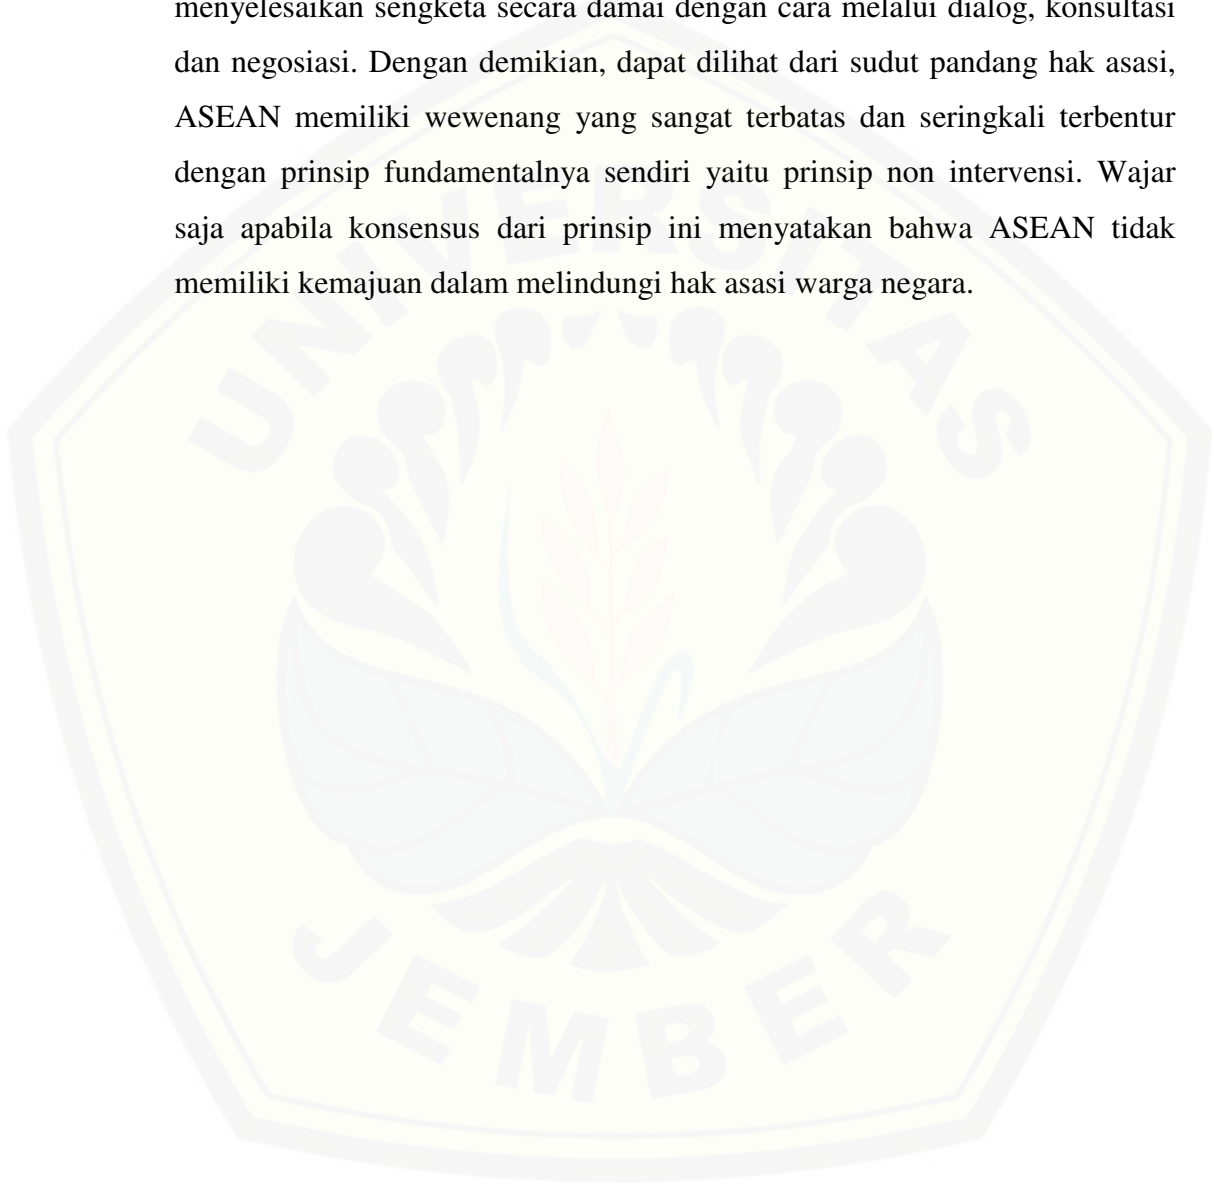 menyelesaikan sengketa secara damai dengan cara melalui dialog, konsultasi
dan negosiasi. Dengan demikian, dapat dilihat dari sudut pandang hak asasi,
ASEAN memiliki wewenang yang sangat terbatas dan seringkali terbentur
dengan prinsip fundamentalnya sendiri yaitu prinsip non intervensi. Wajar
saja apabila konsensus dari prinsip ini menyatakan bahwa ASEAN tidak
memiliki kemajuan dalam melindungi hak asasi warga negara.
UNIVERSITAS
JEMBER